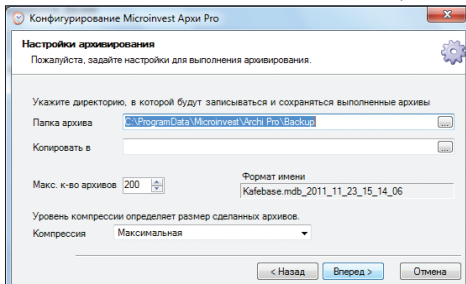 Конфигурирование Microinvest Архи Pro
Настройки архивирования
Пожалуйста, задайте настройки для выполнения архивирования.
Укажите директорию, в которой будут записываться и сохраняться выполненные архивы
Папка архива C:\ProgramData\Microinvest\Archi Pro\Backup ...
Копировать в ...
Формат имени
Макс. к-во архивов 200 Kafebase.mdb_2011_11_23_15_14_06
Уровень компрессии определяет размер сделанных архивов.
Компрессия Максимальная
< Назад Вперед > Отмена